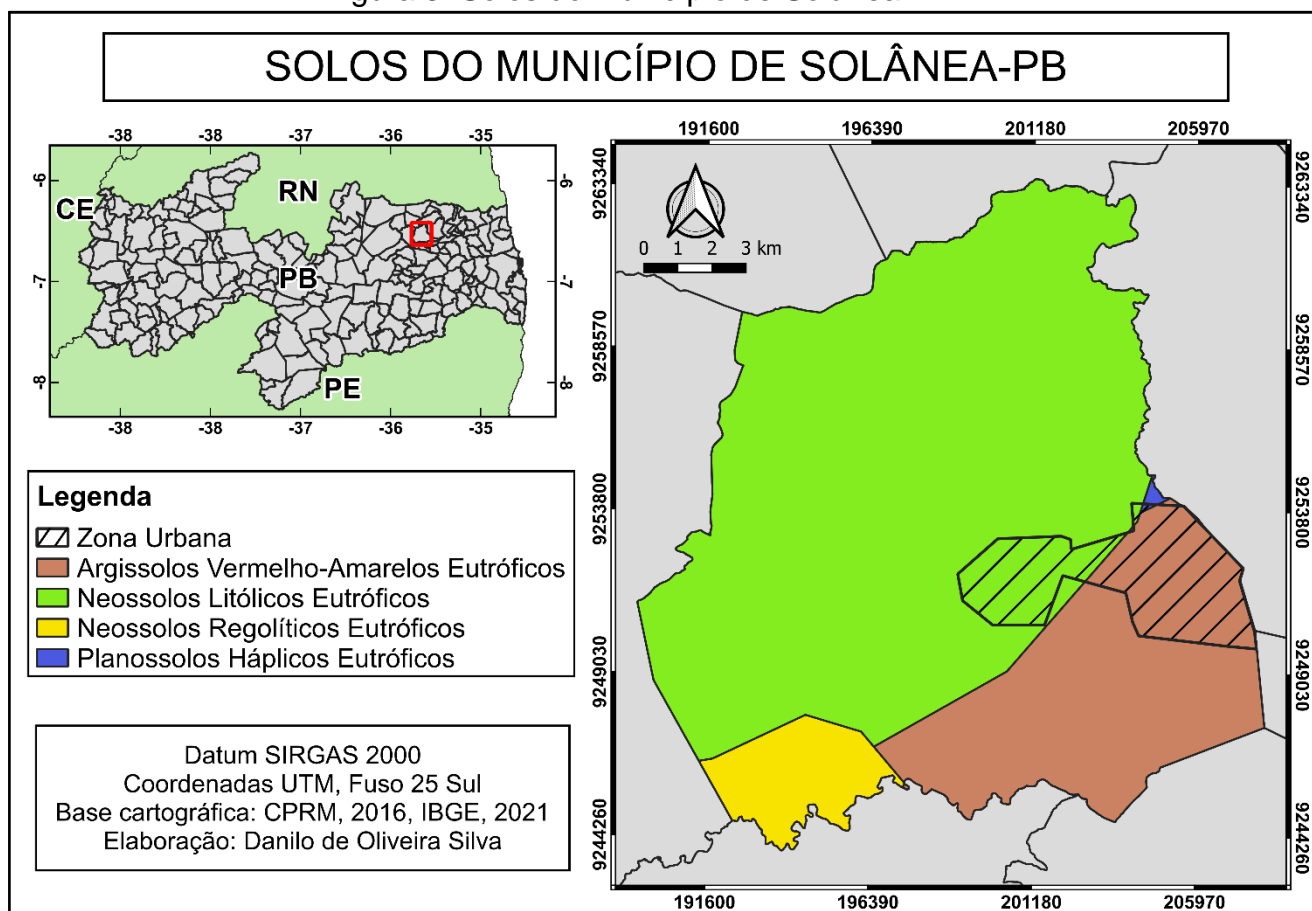 SOLOS DO MUNICÍPIO DE SOLÂNEA-PB
-38 -38 -37 -36 -35
-6 -6
CE
RN
PB
-7 -7
PE
-8 -8
-38 -38 -37 -36 -35
Legenda
Zona Urbana
Argissolos Vermelho-Amarelos Eutróficos
Neossolos Litólicos Eutróficos
Neossolos Regolíticos Eutróficos
Planossolos Háplicos Eutróficos
Datum SIRGAS 2000
Coordenadas UTM, Fuso 25 Sul
Base cartográfica: CPRM, 2016, IBGE, 2021
Elaboração: Danilo de Oliveira Silva
191600 196390 201180 205970
9263340 9263340
0 1 2 3 km
9258570 9258570
9253800 9253800
9249030 9249030
9244260 9244260
191600 196390 201180 205970